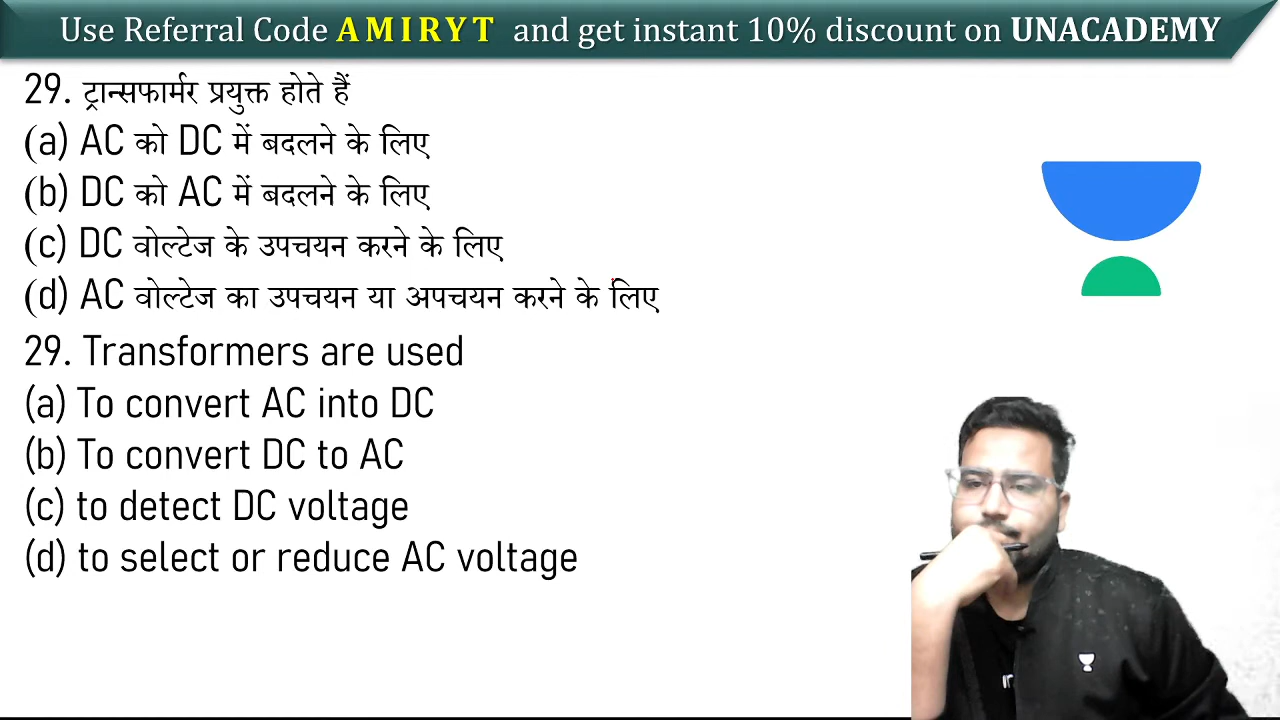 Use Referral Code AMIRYT and get instant 10% discount on UNACADEMY
29. ट्रान्सफार्मर प्रयुक्त होते हैं
(a) AC को DC में बदलने के लिए
(b) DC को AC में बदलने के लिए
(c) DC वोल्टेज के उपचयन करने के लिए
(d) AC वोल्टेज का उपचयन या अपचयन करने के लिए
29. Transformers are used
(a) To convert AC into DC
(b) To convert DC to AC
(c) to detect DC voltage
(d) to select or reduce AC voltage